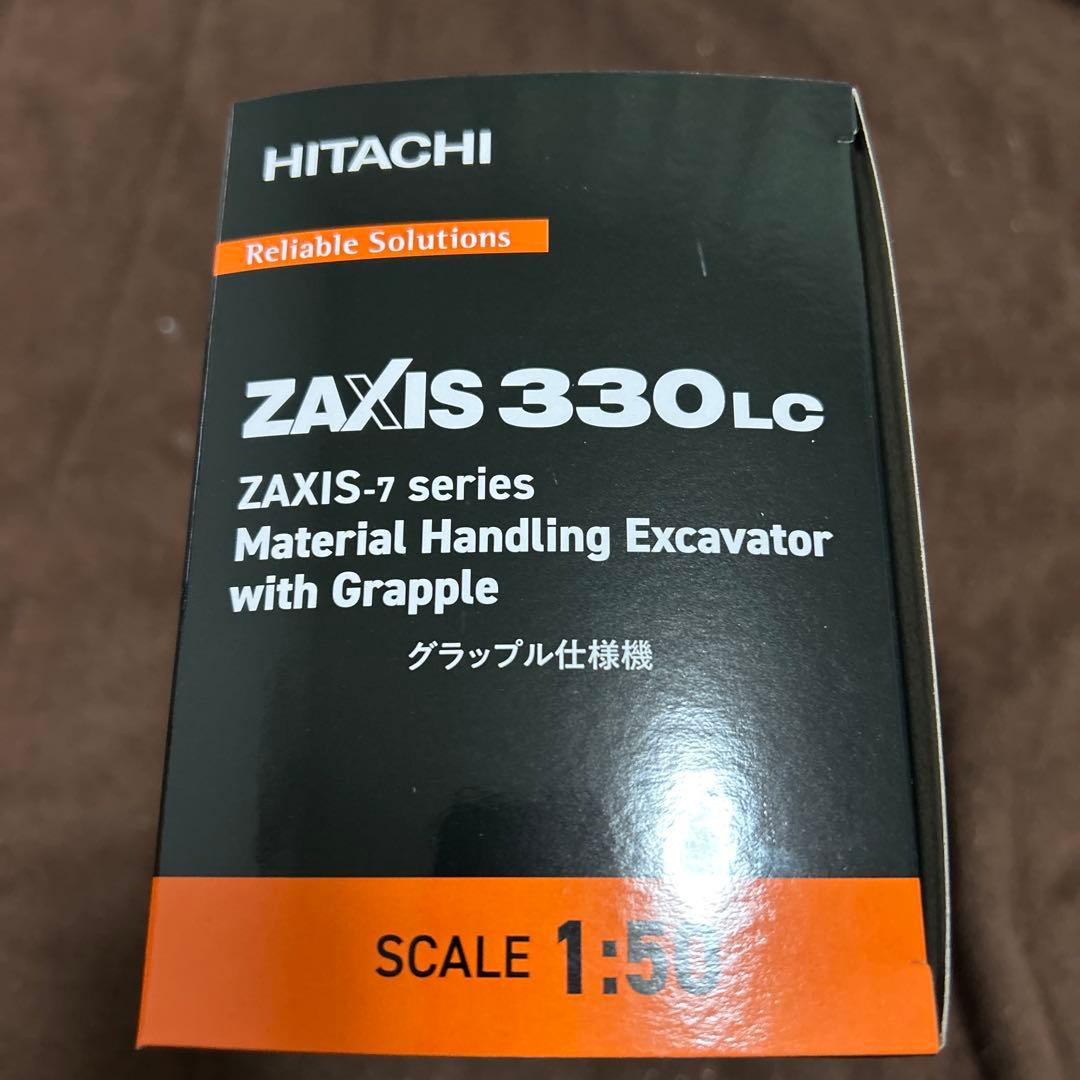 HITACHI
Reliable Solutions
ZAXIS 330LC
ZAXIS-7 series
Material Handling Excavator
with Grapple
グラップル仕様機
SCALE 1:50